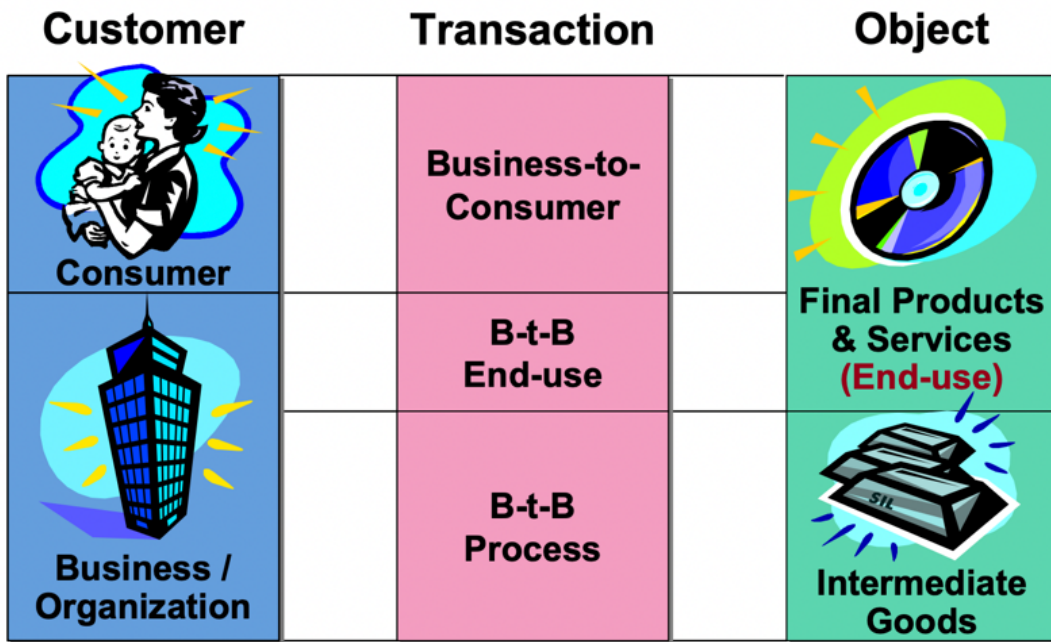 Customer
Transaction
Object
Consumer
Business-to-
Consumer
Final Products
& Services
(End-use)
B-t-B
End-use
Business /
Organization
B-t-B
Process
SIL
Intermediate
Goods